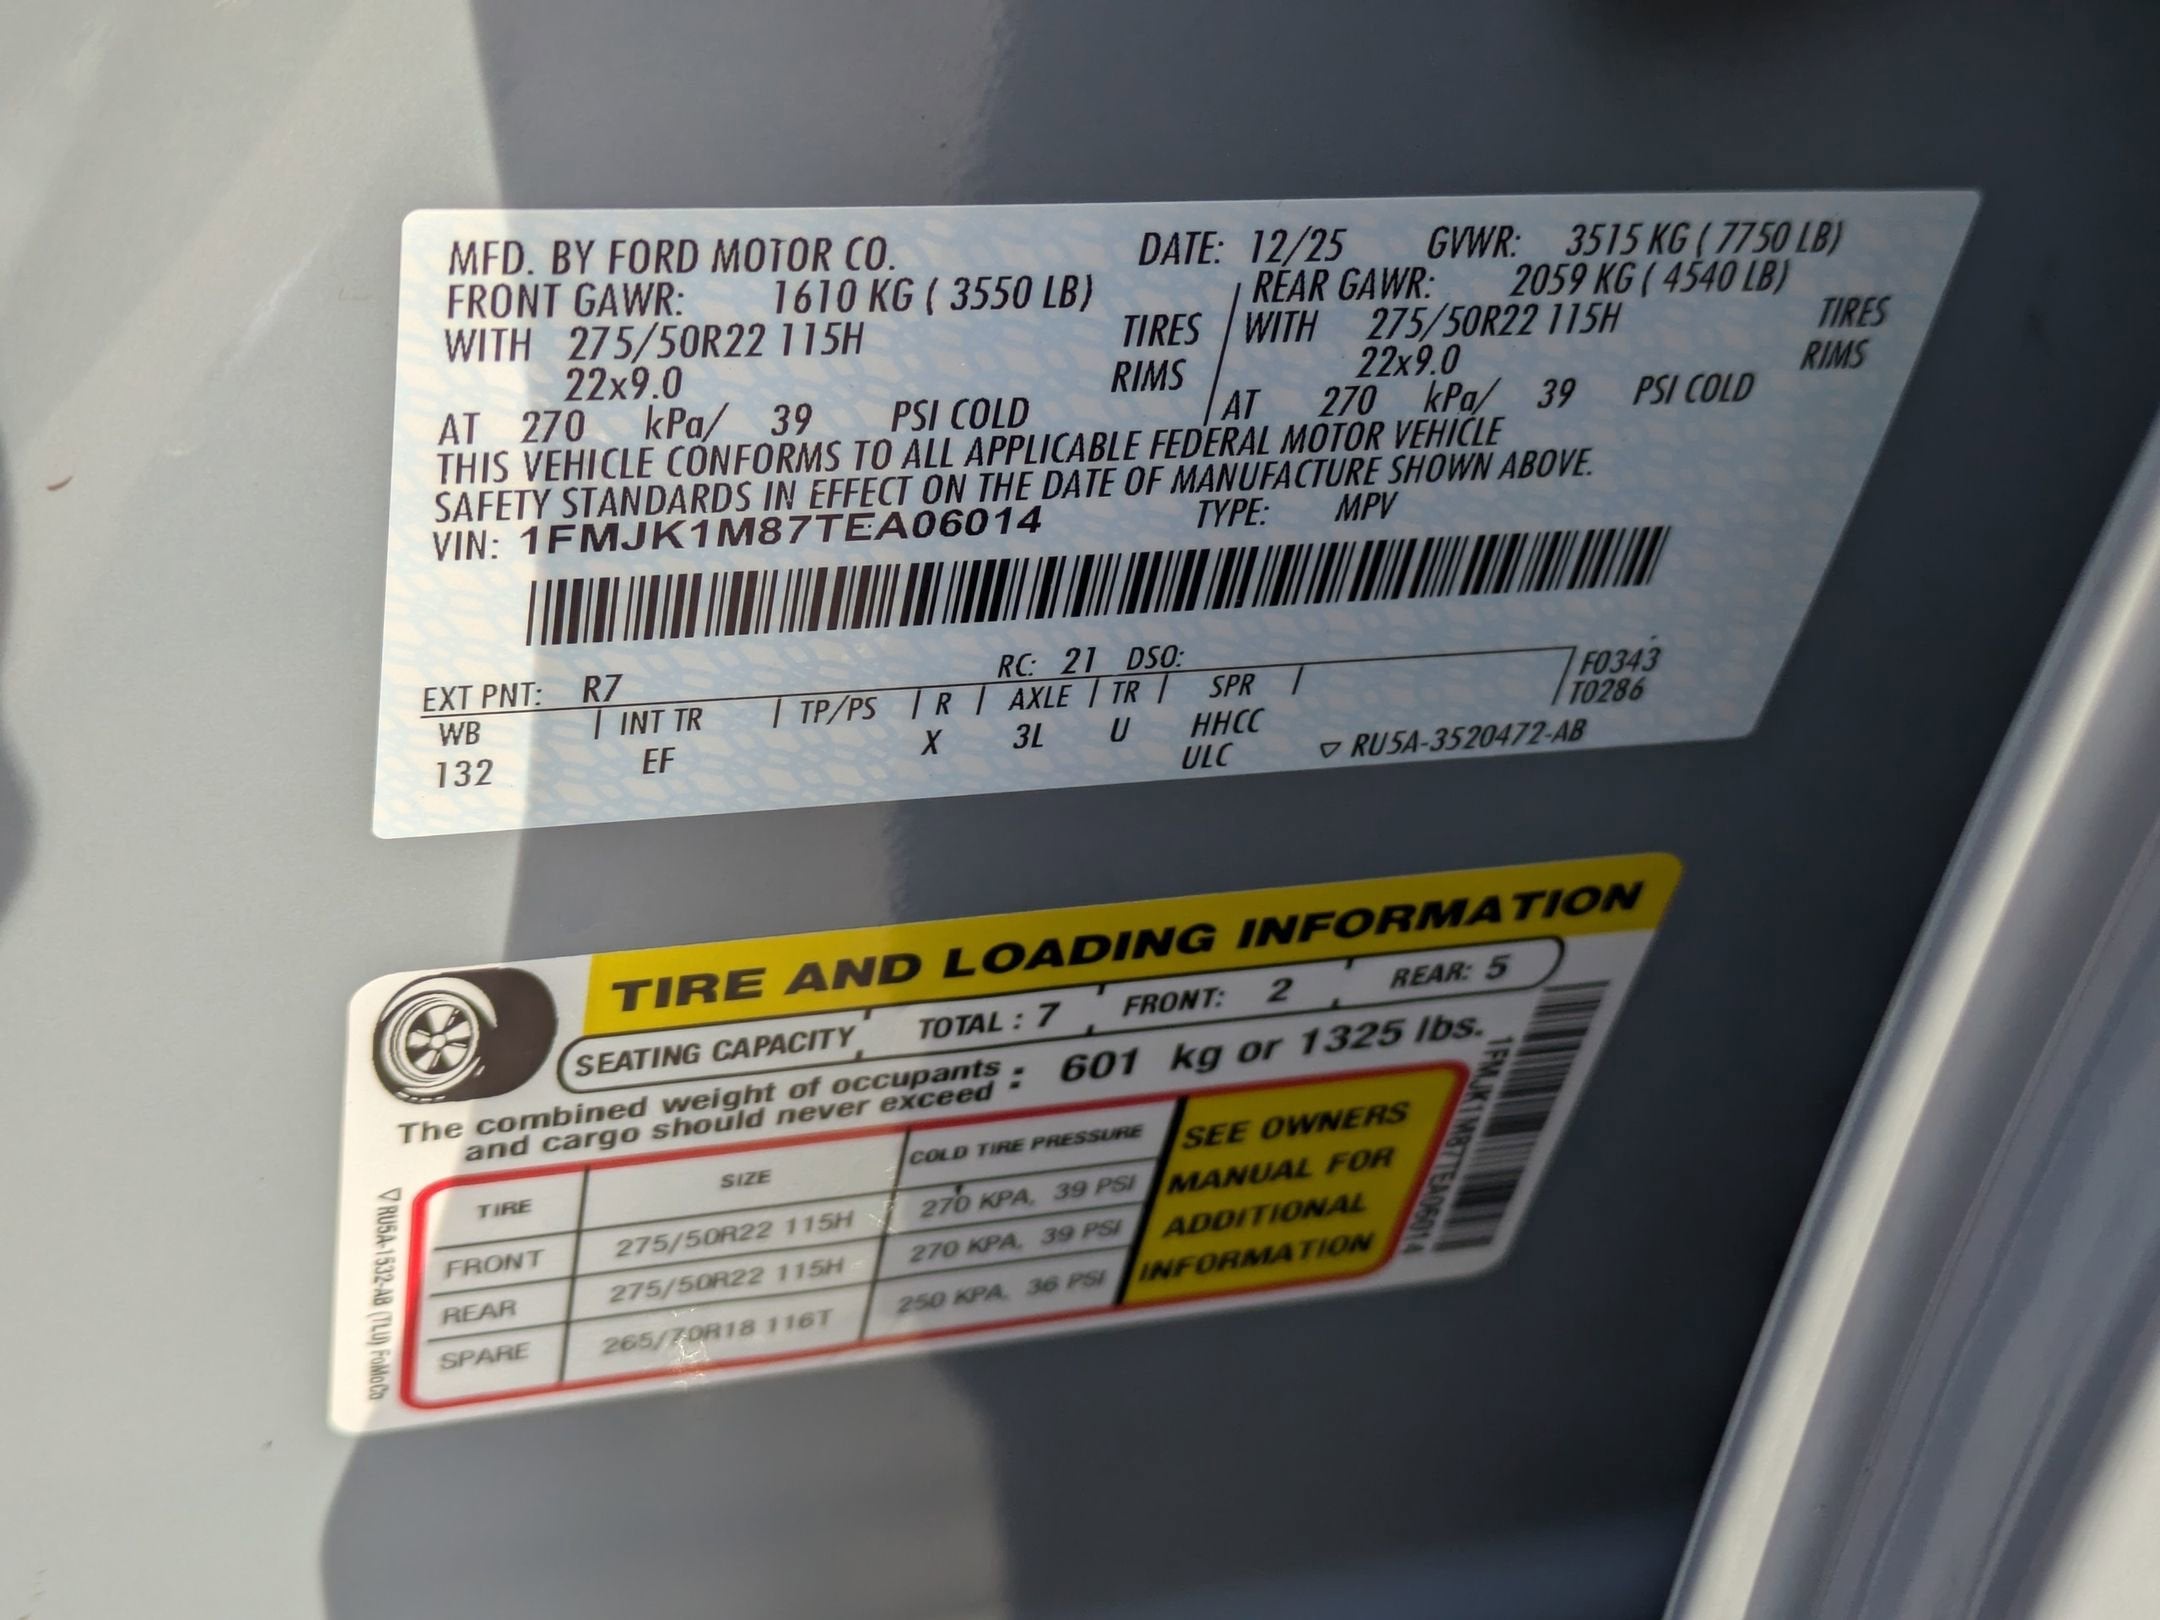 MFD. BY FORD MOTOR CO. DATE: 12/25 GVWR: 3515 KG ( 7750 LB)
FRONT GAWR: 1610 KG ( 3550 LB) REAR GAWR: 2059 KG ( 4540 LB)
WITH 275/50R22 115H TIRES WITH 275/50R22 115H TIRES
22x9.0 RIMS 22x9.0 RIMS
AT 270 kPa/ 39 PSI COLD AT 270 kPa/ 39 PSI COLD
THIS VEHICLE CONFORMS TO ALL APPLICABLE FEDERAL MOTOR VEHICLE
SAFETY STANDARDS IN EFFECT ON THE DATE OF MANUFACTURE SHOWN ABOVE.
VIN: 1FMJK1M87TEA06014 TYPE: MPV
EXT PNT: R7 RC: 21 DSO: F0343
WB INT TR TP/PS R AXLE TR SPR T0286
132 EF X 3L U HHCC
ULC ▽ RU5A-3520472-AB
TIRE AND LOADING INFORMATION
SEATING CAPACITY TOTAL : 7 FRONT: 2 REAR: 5
The combined weight of occupants
and cargo should never exceed : 601 kg or 1325 lbs.
TIRE SIZE COLD TIRE PRESSURE
FRONT 275/50R22 115H 270 KPA, 39 PSI
REAR 275/50R22 115H 270 KPA, 39 PSI
SPARE 265/70R18 116T 250 KPA, 36 PSI
SEE OWNERS
MANUAL FOR
ADDITIONAL
INFORMATION
1FMJK1M87TEA06014
▽RU5A-1532-AB (TLU) FoMoCo